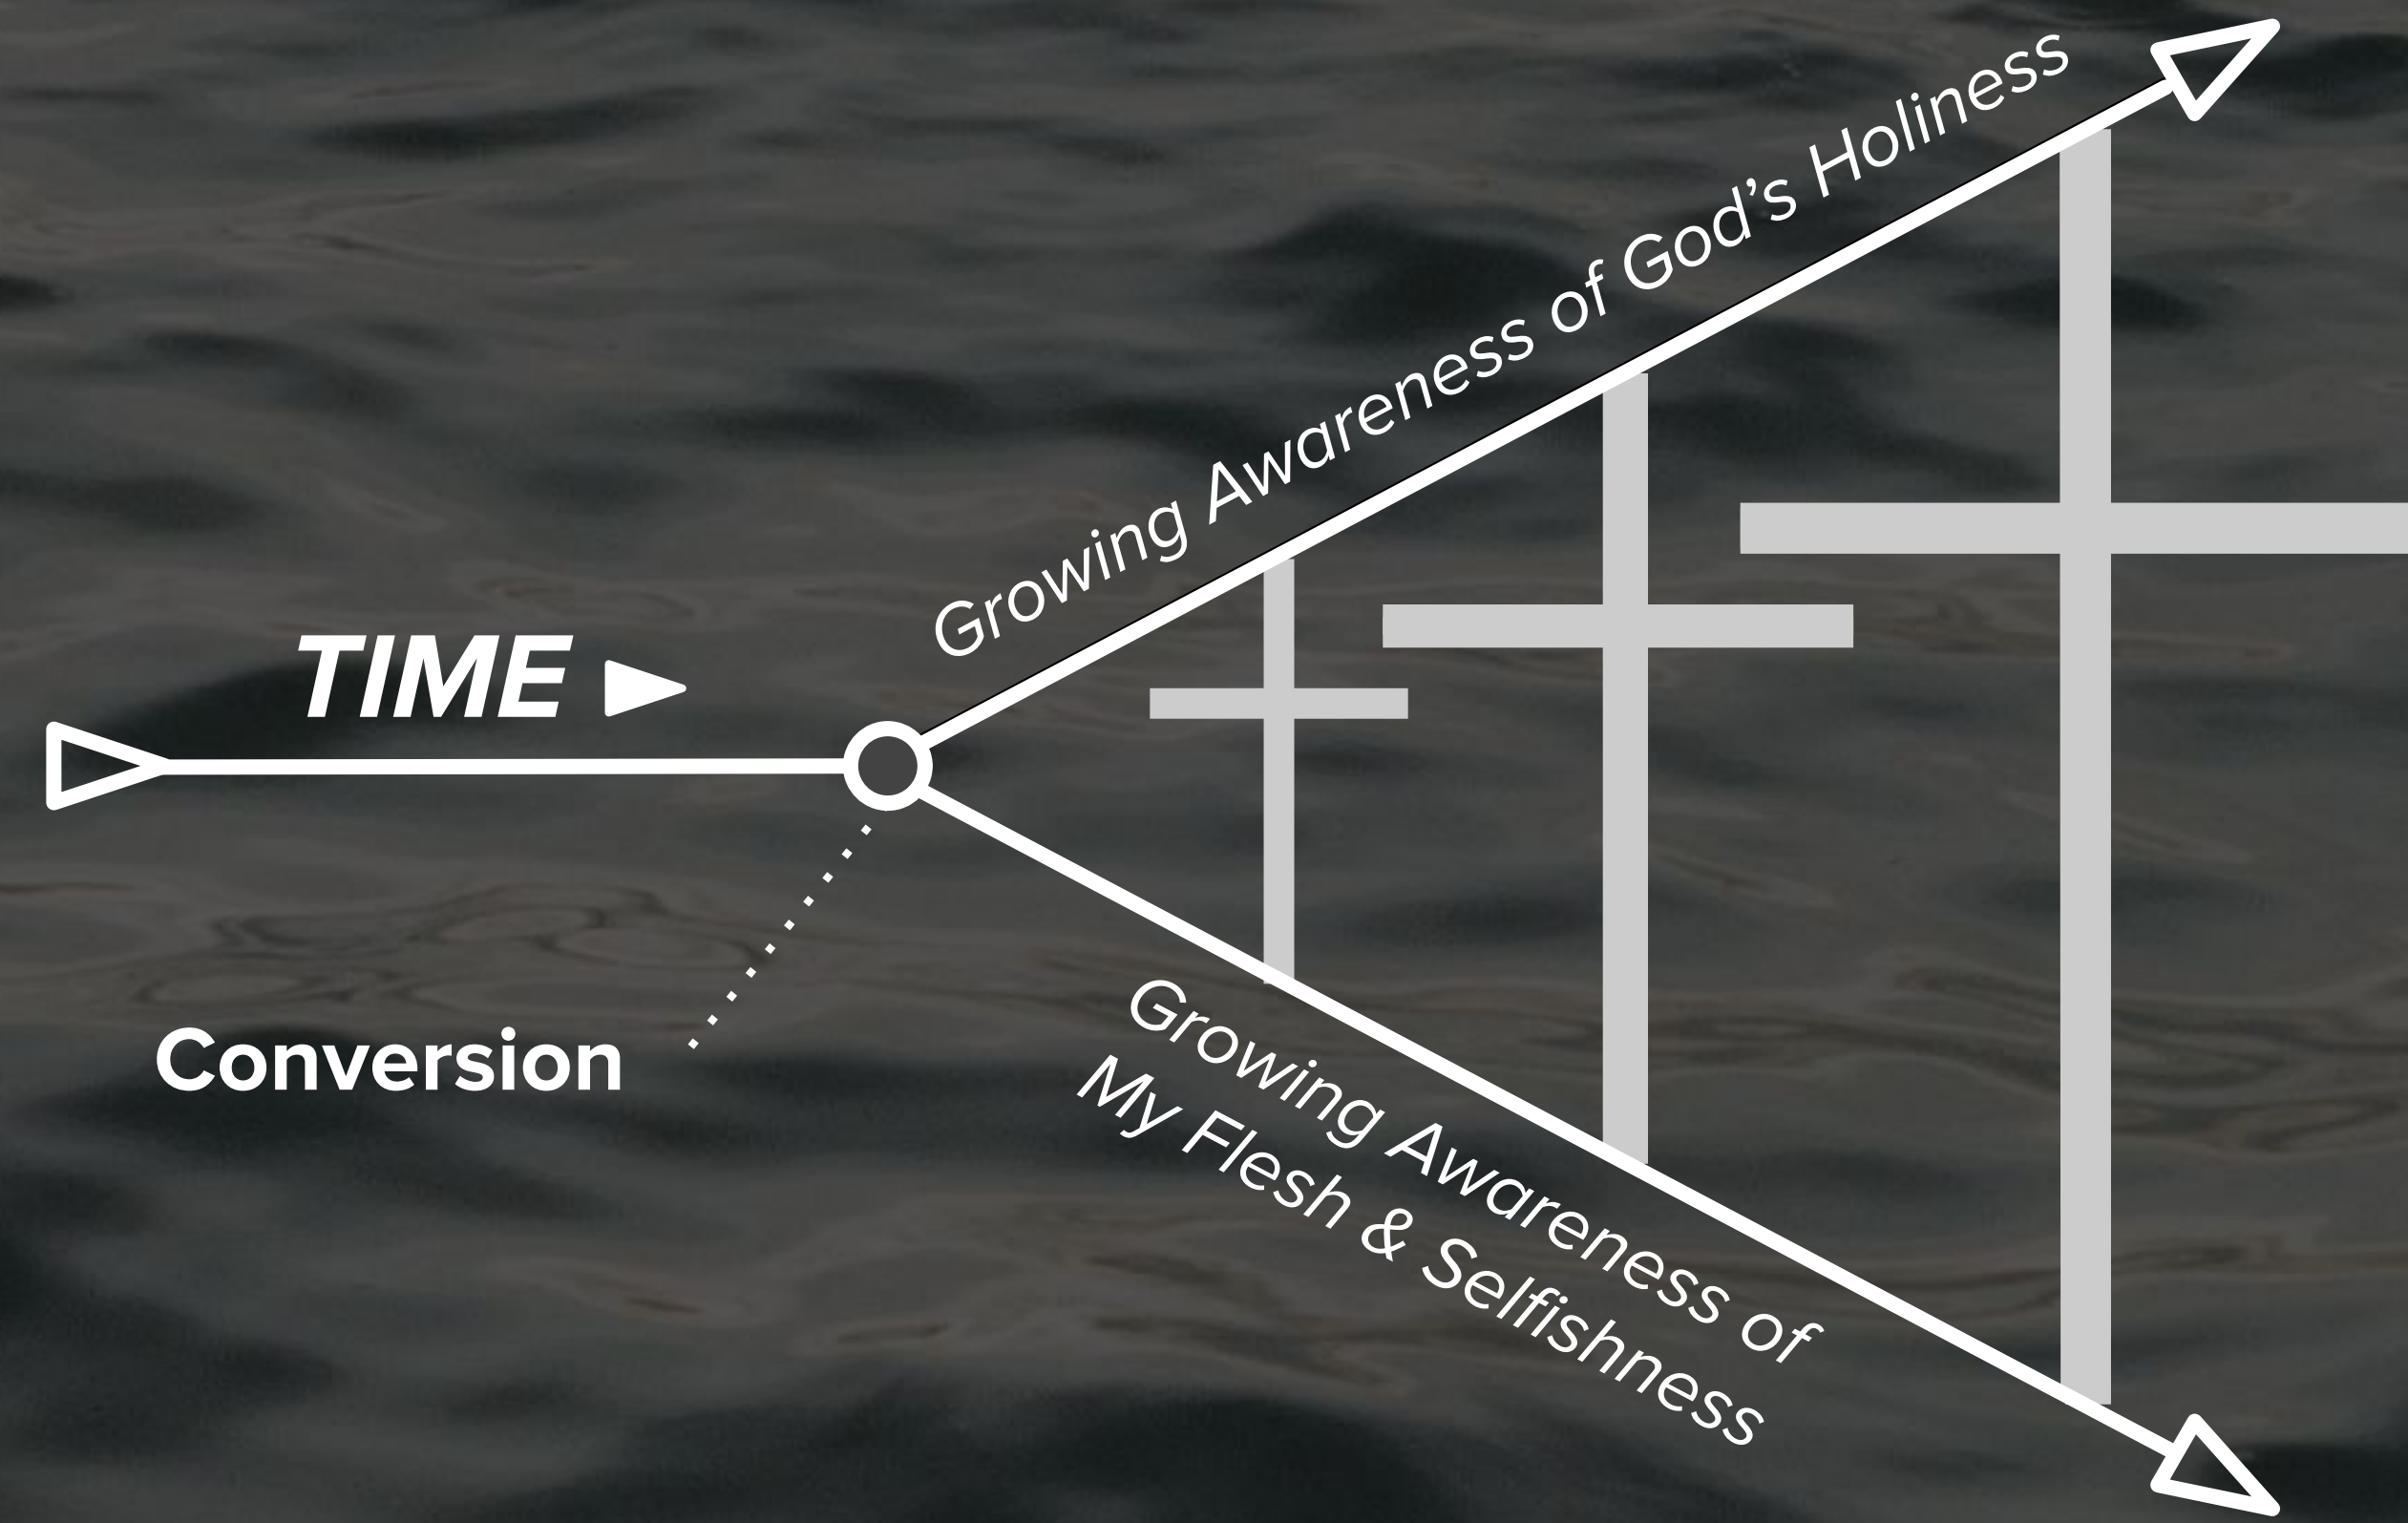 Growing Awareness of God’s Holiness
TIME
Conversion
Growing Awareness of
My Flesh & Selfishness